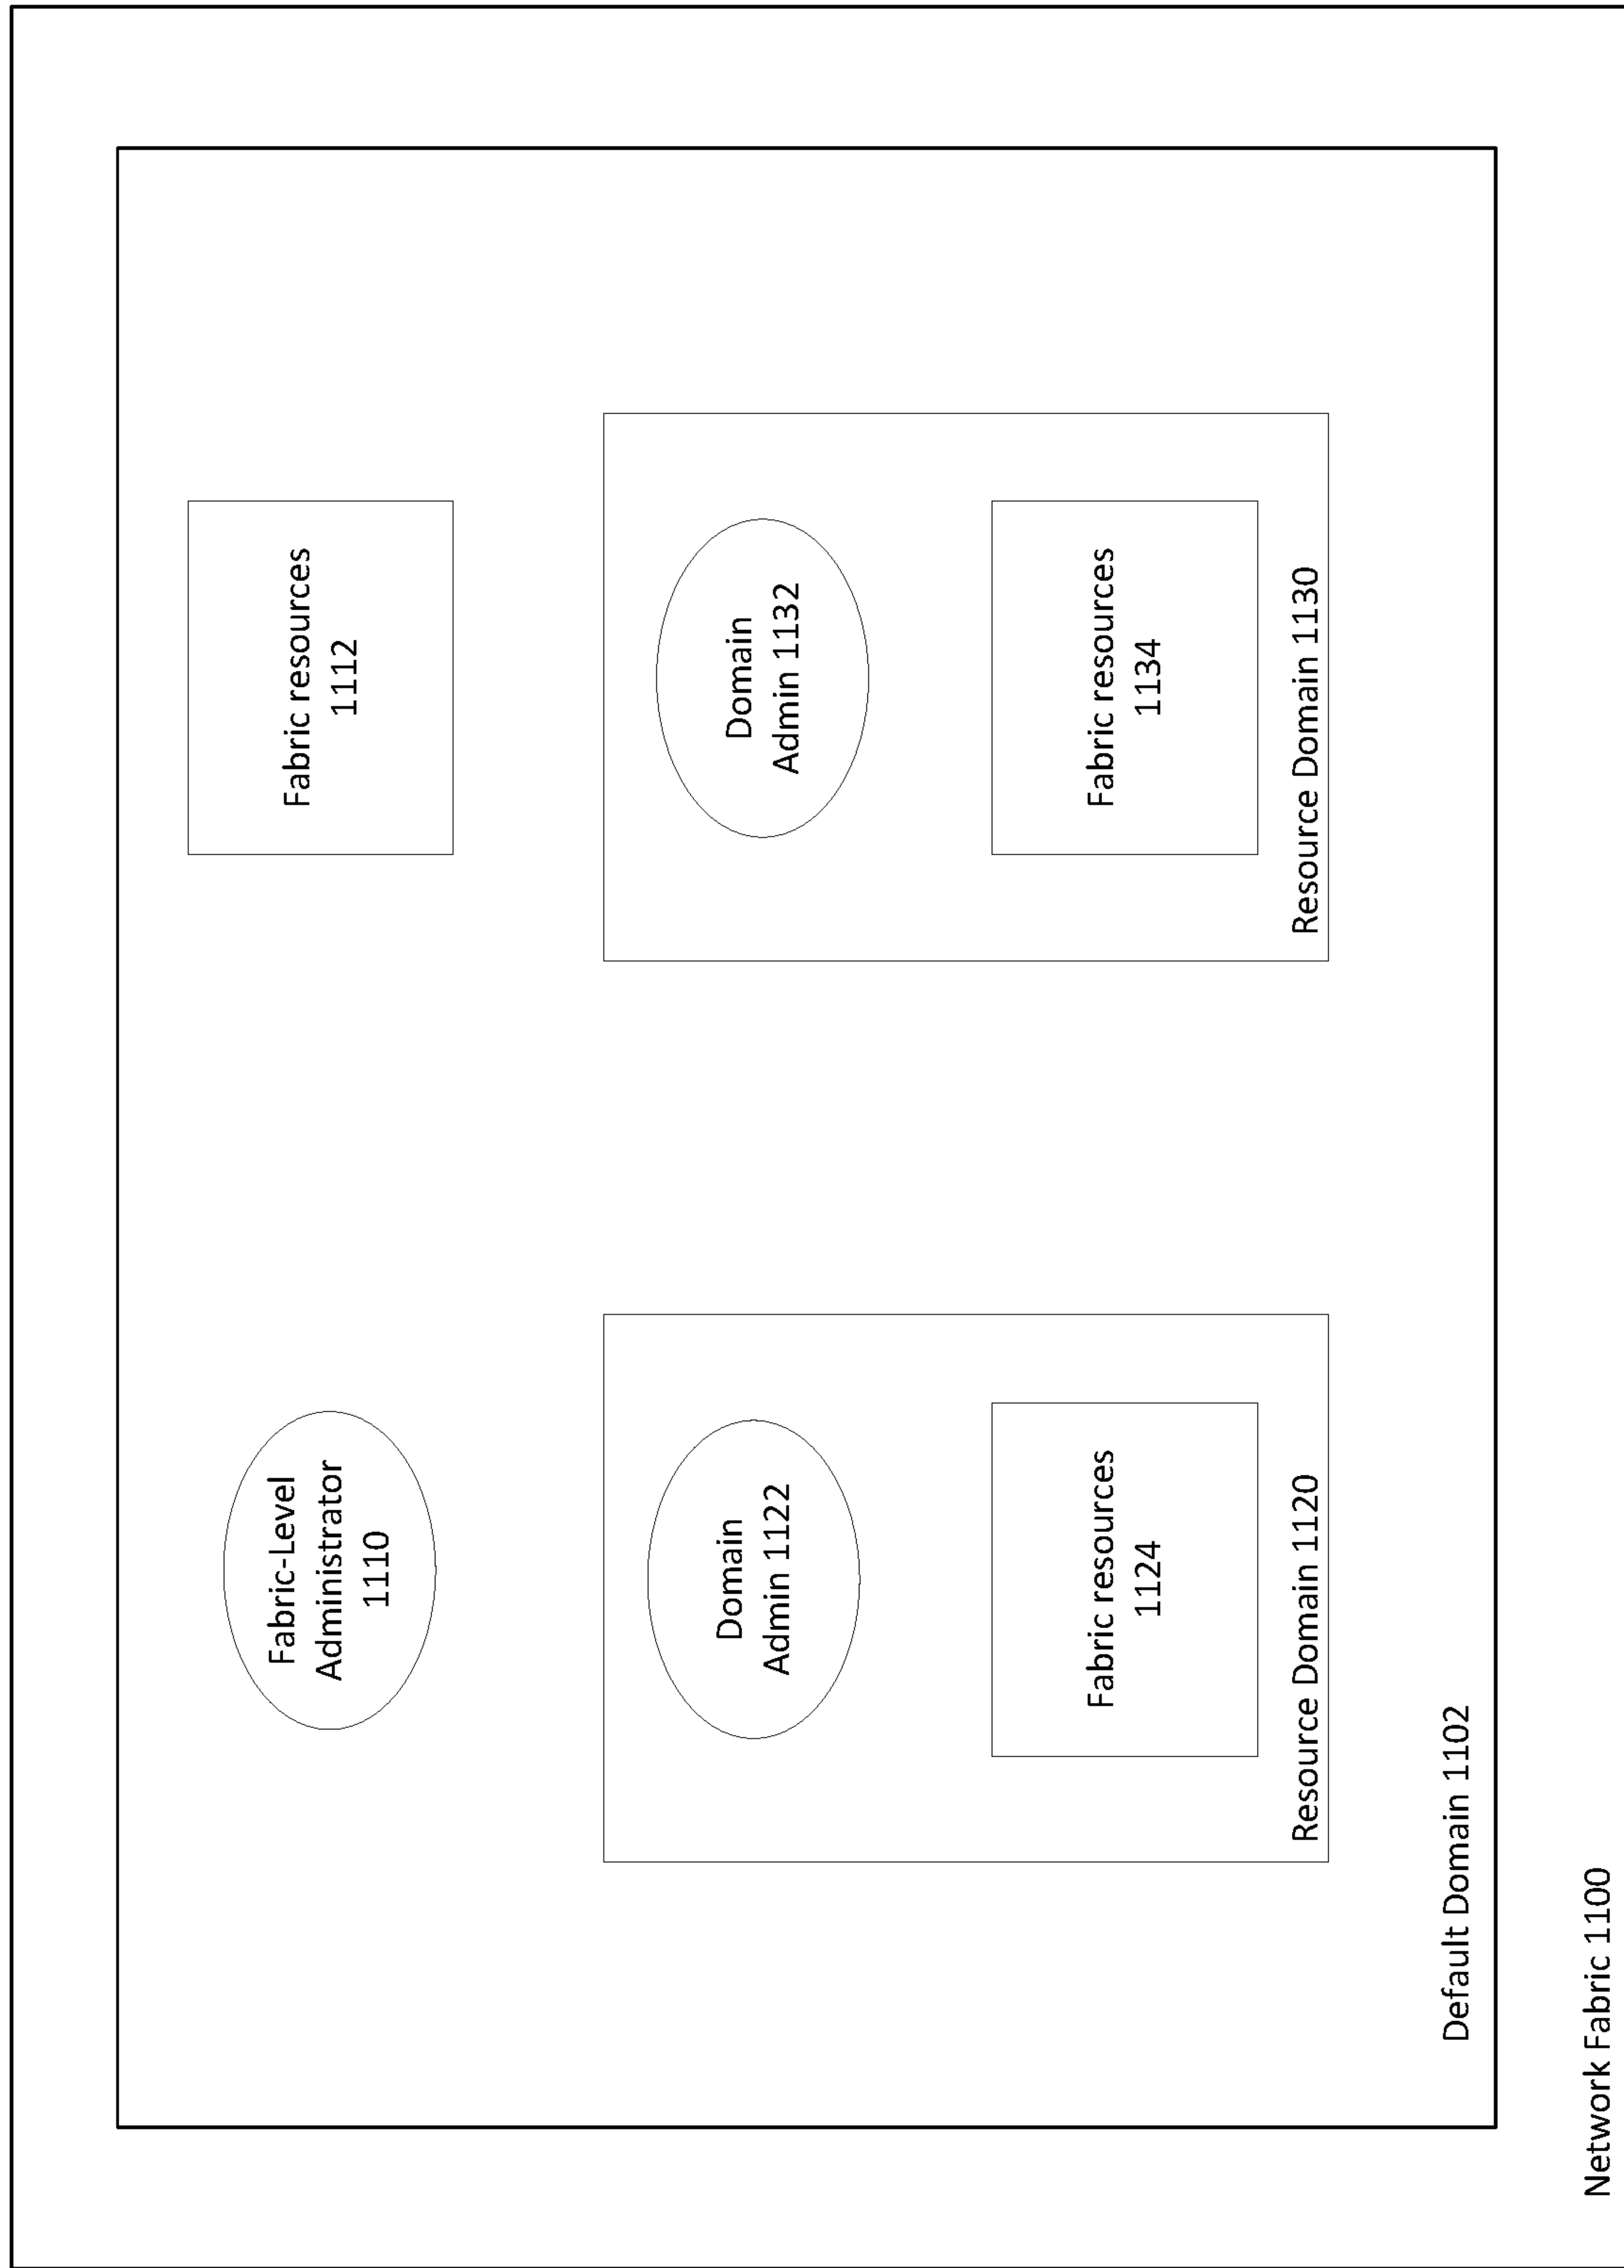 Fabric-Level
Administrator
1110
Fabric resources
1112
Domain
Admin 1122
Fabric resources
1124
Resource Domain 1120
Domain
Admin 1132
Fabric resources
1134
Resource Domain 1130
Default Domain 1102
Network Fabric 1100